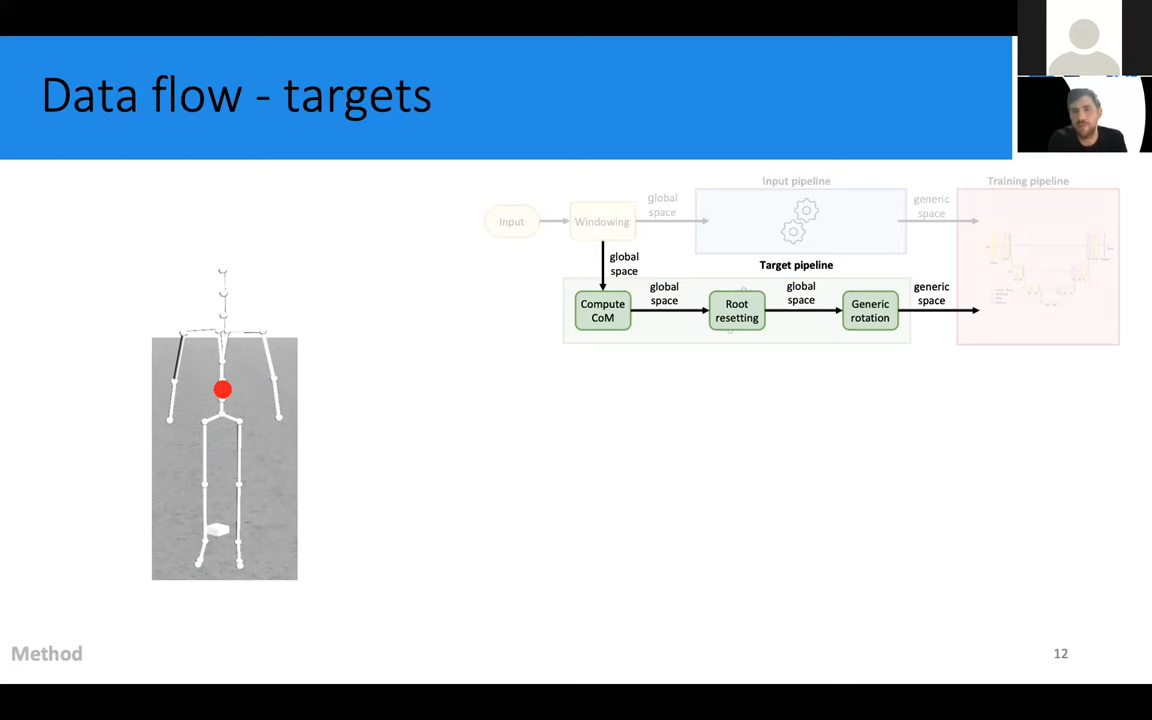 Data flow - targets
Input pipeline
Training pipeline
Input
Windowing
global
space
generic
space
global
space
Target pipeline
Compute
CoM
global
space
Root
resetting
global
space
Generic
rotation
generic
space
Method
12